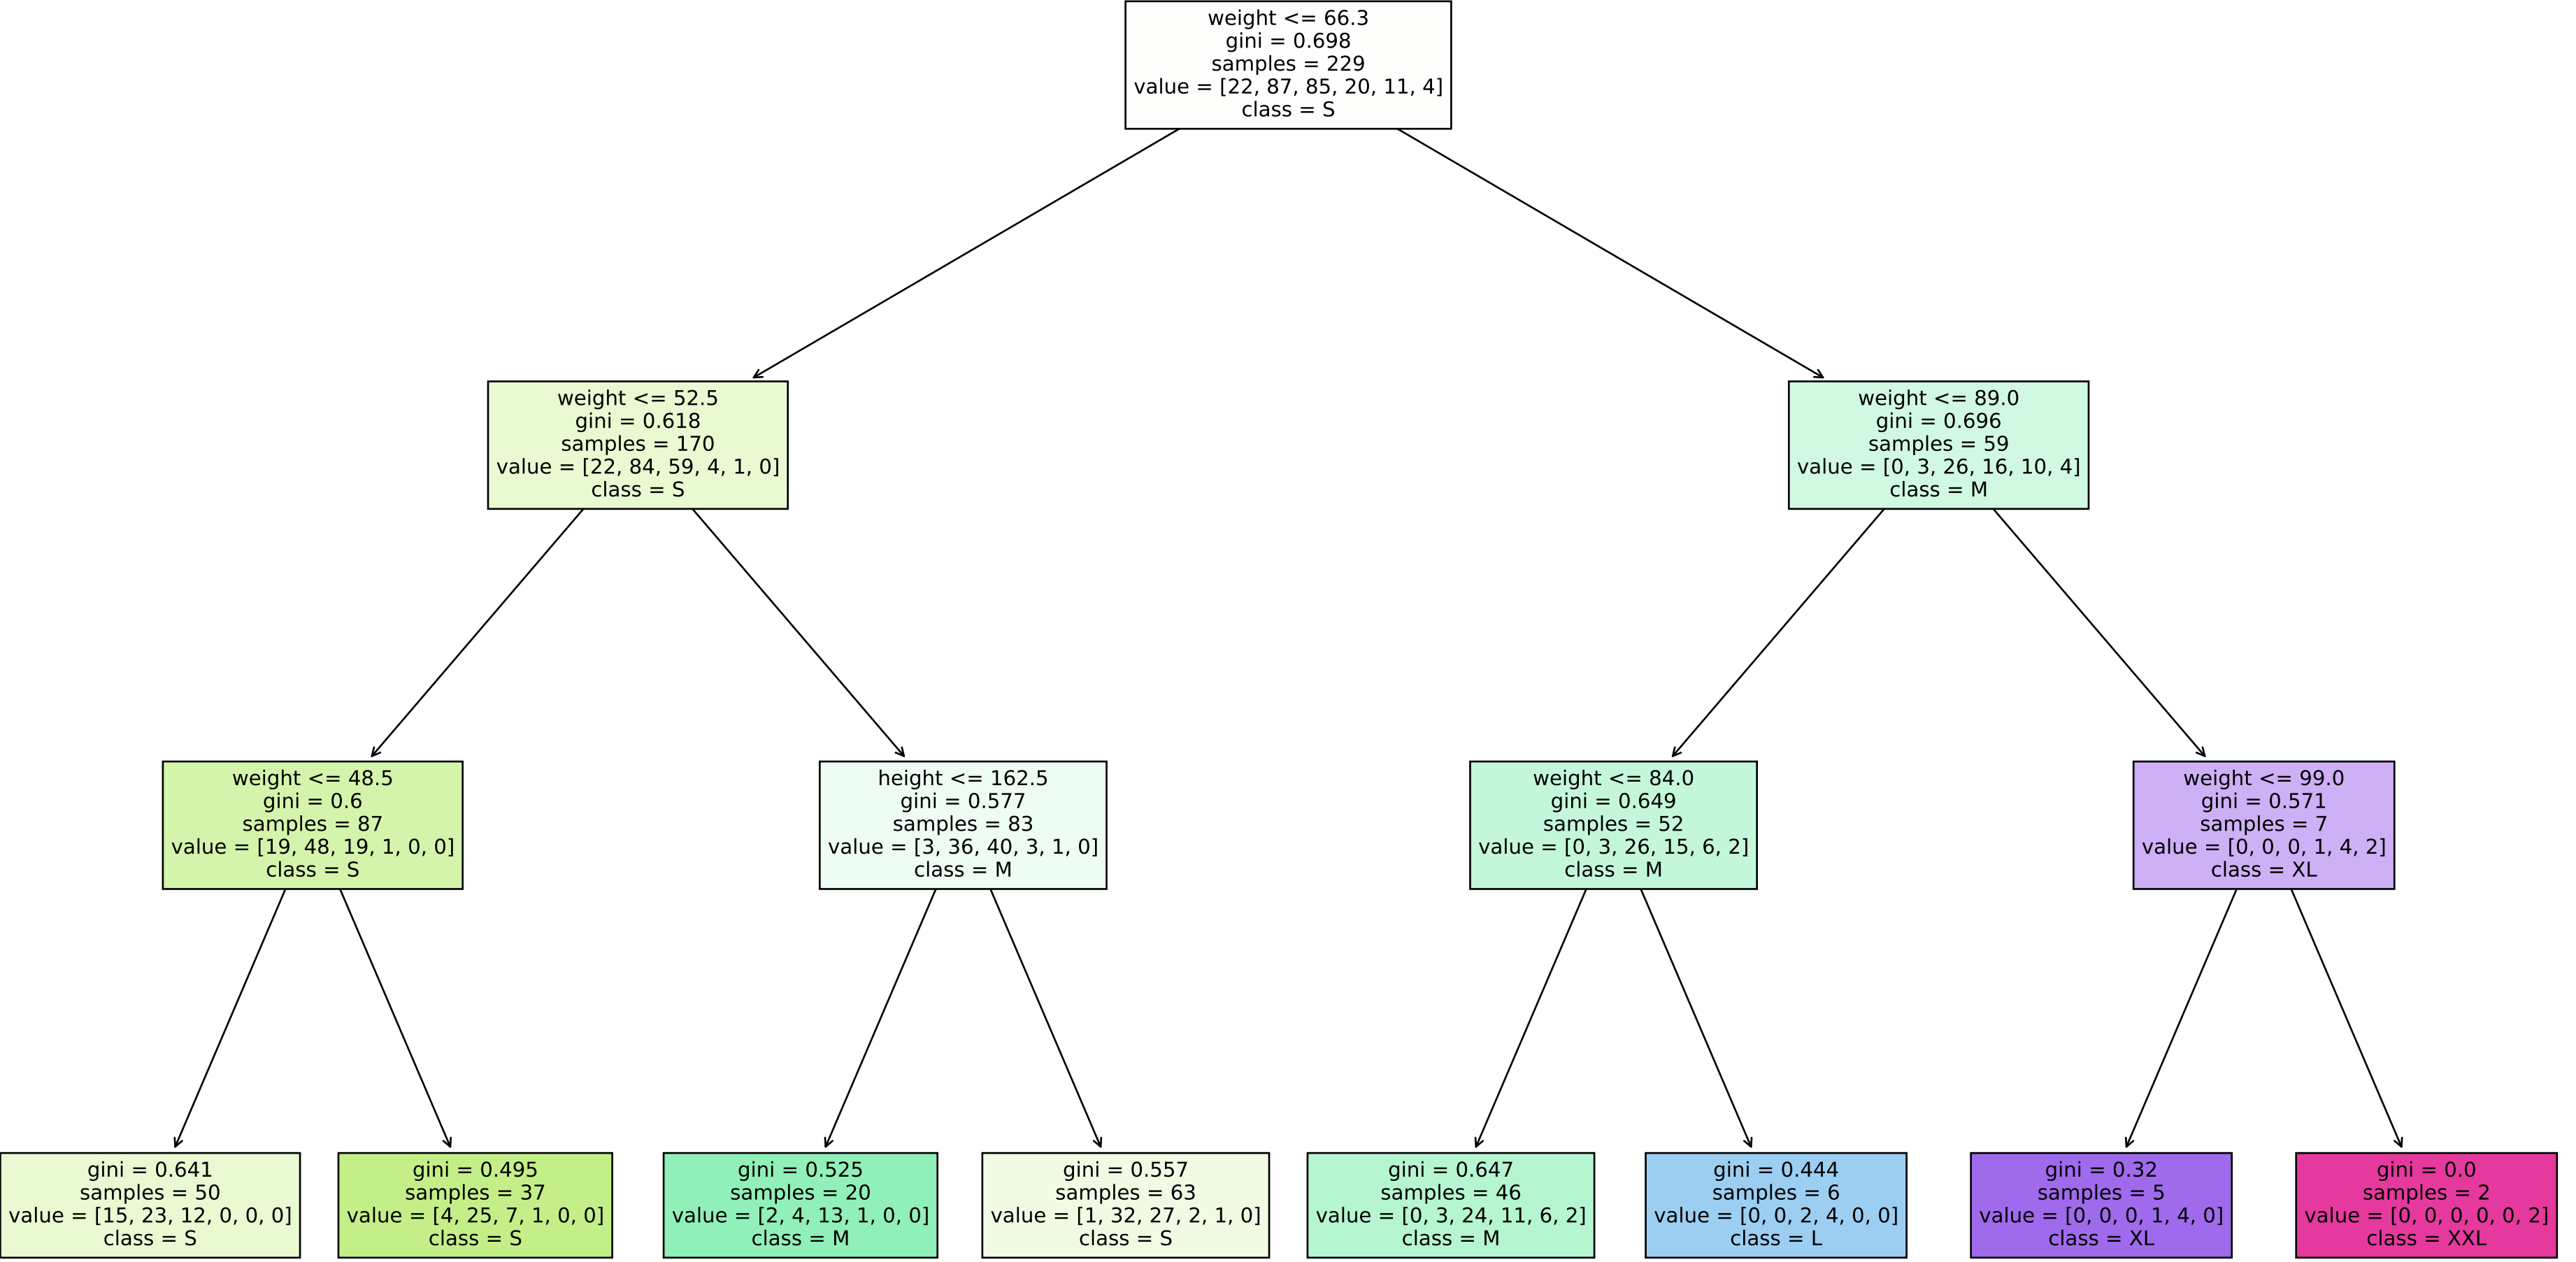 weight <= 66.3
gini = 0.698
samples = 229
value = [22, 87, 85, 20, 11, 4]
class = S
weight <= 52.5
gini = 0.618
samples = 170
value = [22, 84, 59, 4, 1, 0]
class = S
weight <= 89.0
gini = 0.696
samples = 59
value = [0, 3, 26, 16, 10, 4]
class = M
weight <= 48.5
gini = 0.6
samples = 87
value = [19, 48, 19, 1, 0, 0]
class = S
height <= 162.5
gini = 0.577
samples = 83
value = [3, 36, 40, 3, 1, 0]
class = M
weight <= 84.0
gini = 0.649
samples = 52
value = [0, 3, 26, 15, 6, 2]
class = M
weight <= 99.0
gini = 0.571
samples = 7
value = [0, 0, 0, 1, 4, 2]
class = XL
gini = 0.641
samples = 50
value = [15, 23, 12, 0, 0, 0]
class = S
gini = 0.495
samples = 37
value = [4, 25, 7, 1, 0, 0]
class = S
gini = 0.525
samples = 20
value = [2, 4, 13, 1, 0, 0]
class = M
gini = 0.557
samples = 63
value = [1, 32, 27, 2, 1, 0]
class = S
gini = 0.647
samples = 46
value = [0, 3, 24, 11, 6, 2]
class = M
gini = 0.444
samples = 6
value = [0, 0, 2, 4, 0, 0]
class = L
gini = 0.32
samples = 5
value = [0, 0, 0, 1, 4, 0]
class = XL
gini = 0.0
samples = 2
value = [0, 0, 0, 0, 0, 2]
class = XXL